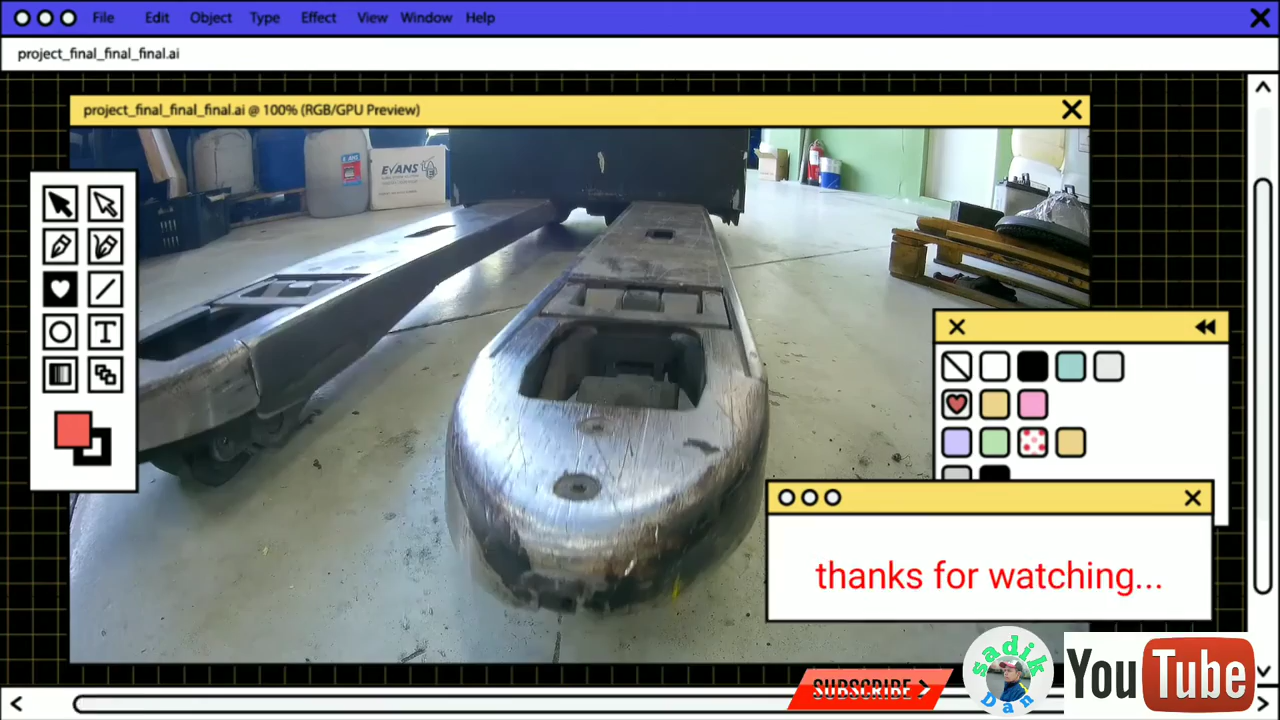 File Edit Object Type Effect View Window Help
project_final_final_final.ai
project_final_final_final.ai @ 100% (RGB/GPU Preview)
EVANS
T
thanks for watching...
SUBSCRIBE
sadik
Dan
YouTube